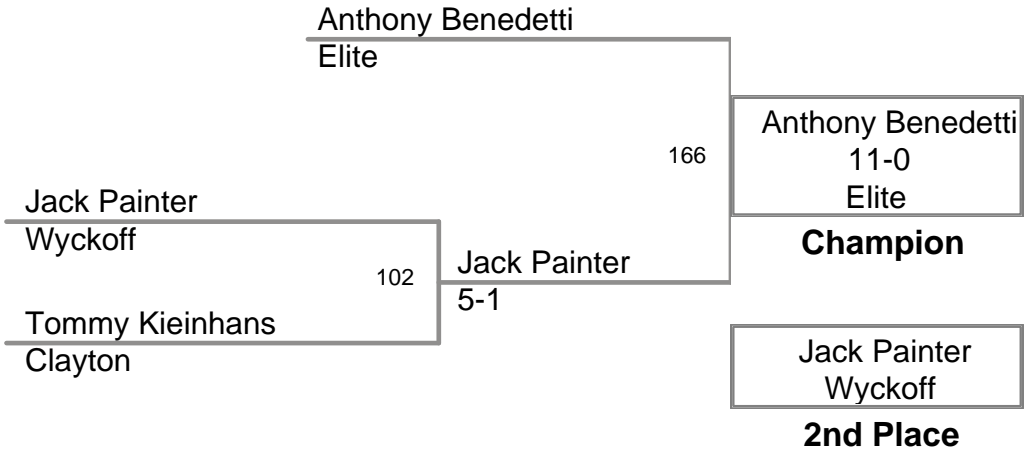 Anthony Benedetti
Elite
Anthony Benedetti
11-0
Elite
Champion
166
Jack Painter
Wyckoff
102
Jack Painter
5-1
Tommy Kieinhans
Clayton
Jack Painter
Wyckoff
2nd Place